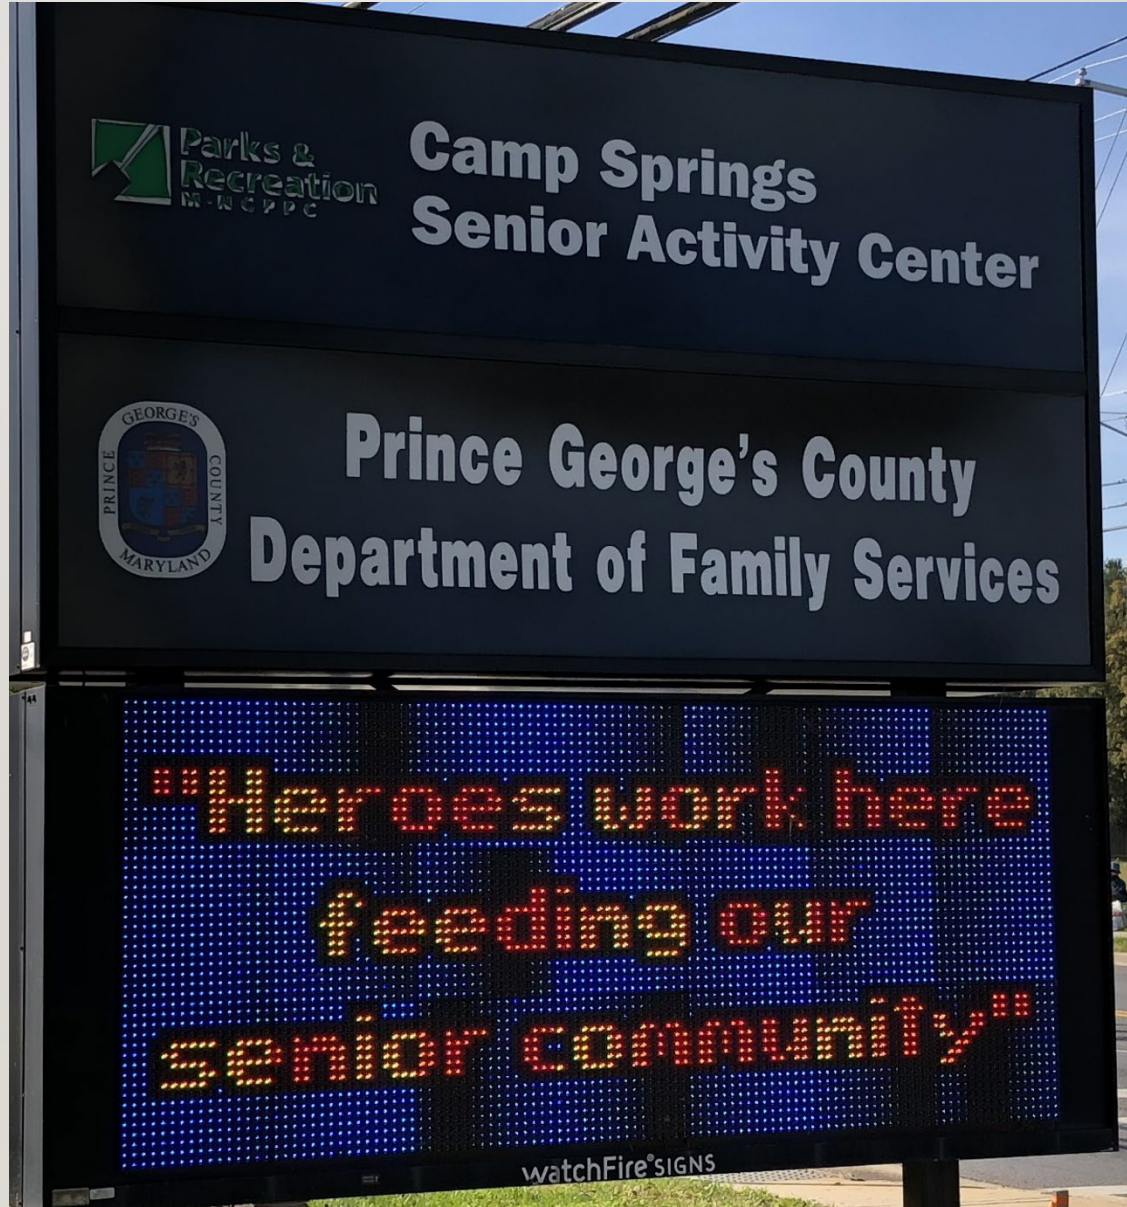 Parks &
Recreation
M-NCPPC
Camp Springs
Senior Activity Center
PRINCE GEORGE'S COUNTY
MARYLAND
Prince George's County
Department of Family Services
"Heroes work here
feeding our
senior community"
watchFire® SIGNS